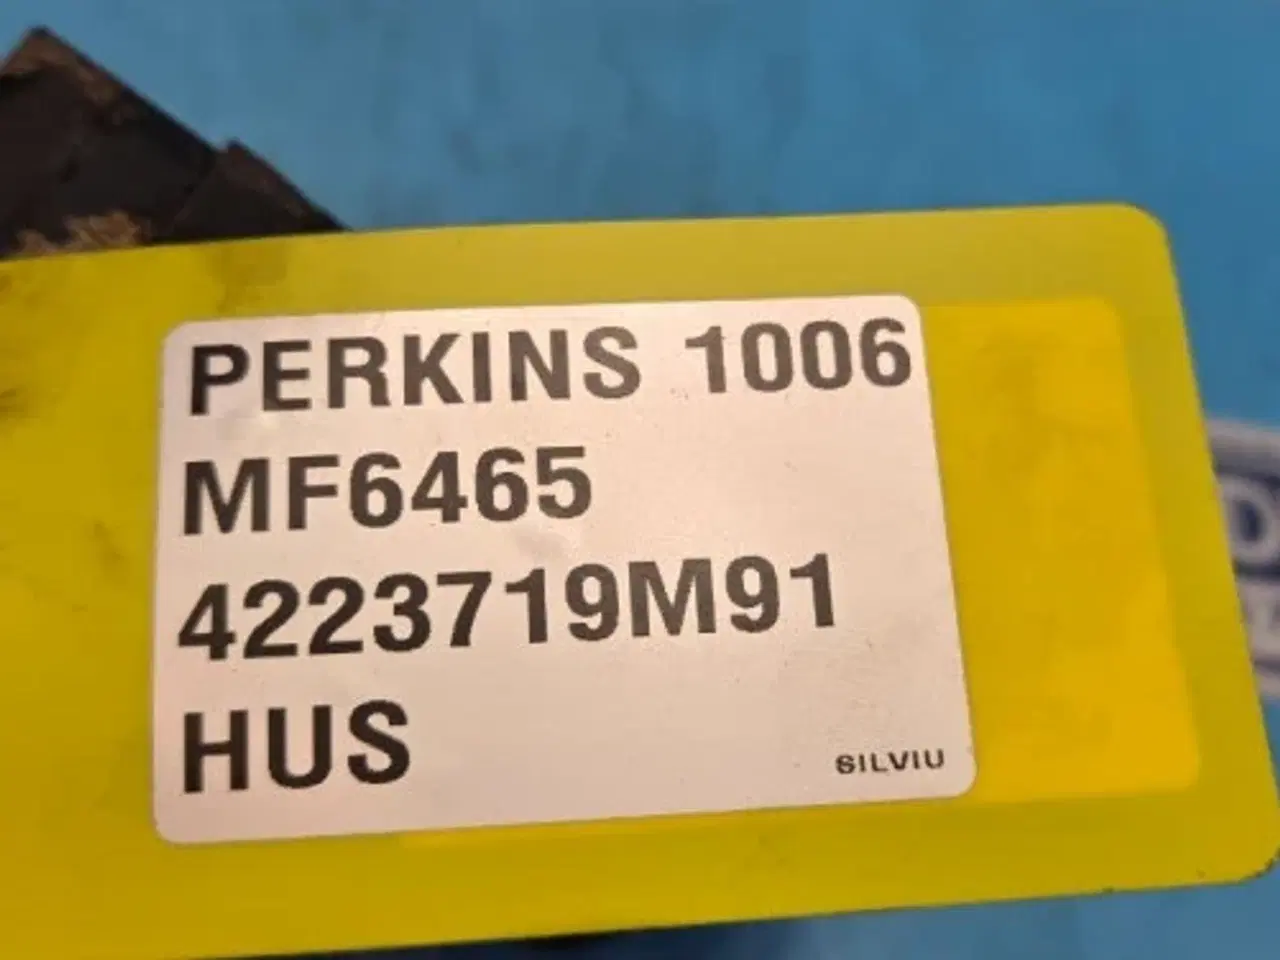 PERKINS 1006
MF6465
4223719M91
HUS
SILVIU